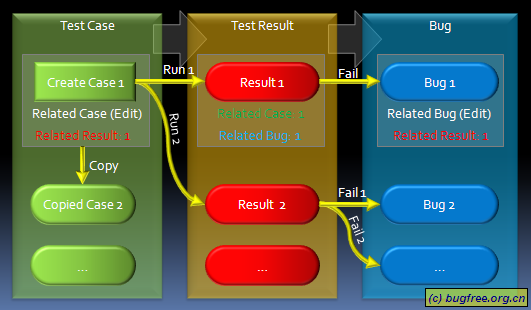 Test Case
Test Result
Bug
Create Case 1
Run 1
Result 1
Fail
Bug 1
Related Case (Edit)
Related Result 1
Related Case 1
Related Bug 1
Related Bug (Edit)
Related Result 1
Run 2
Copy
Copied Case 2
Result 2
Fail 1
Bug 2
Fail 2
...
...
...
(c) bugfree.org.cn